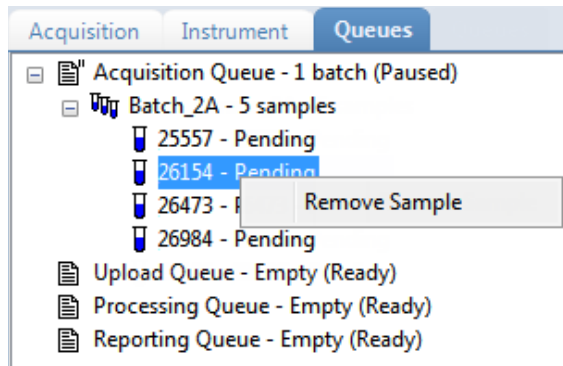 Acquisition Instrument Queues
Acquisition Queue - 1 batch (Paused)
Batch_2A - 5 samples
25557 - Pending
26154 - Pending
Remove Sample
26473 -
26984 - Pending
Upload Queue - Empty (Ready)
Processing Queue - Empty (Ready)
Reporting Queue - Empty (Ready)